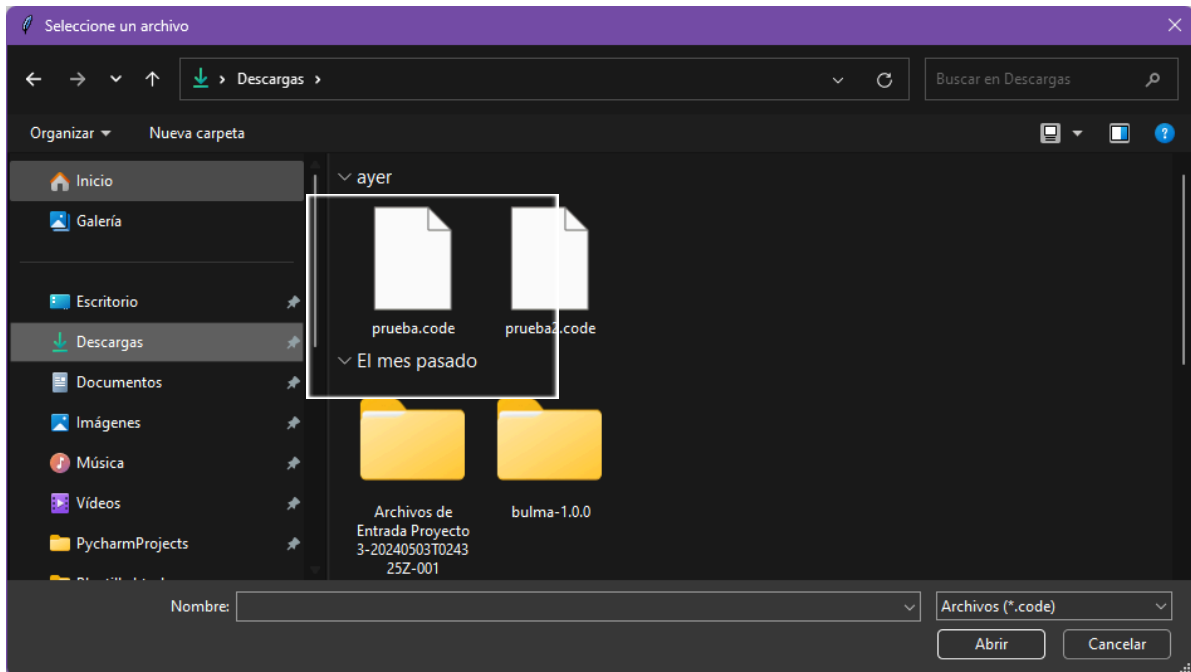 Seleccione un archivo
Descargas
Buscar en Descargas
Organizar
Nueva carpeta
Inicio
Galería
Escritorio
Descargas
Documentos
Imágenes
Música
Vídeos
PycharmProjects
ayer
prueba.code
prueba2.code
El mes pasado
Archivos de
Entrada Proyecto
3-20240503T0243
25Z-001
bulma-1.0.0
Nombre:
Archivos (*.code)
Abrir
Cancelar